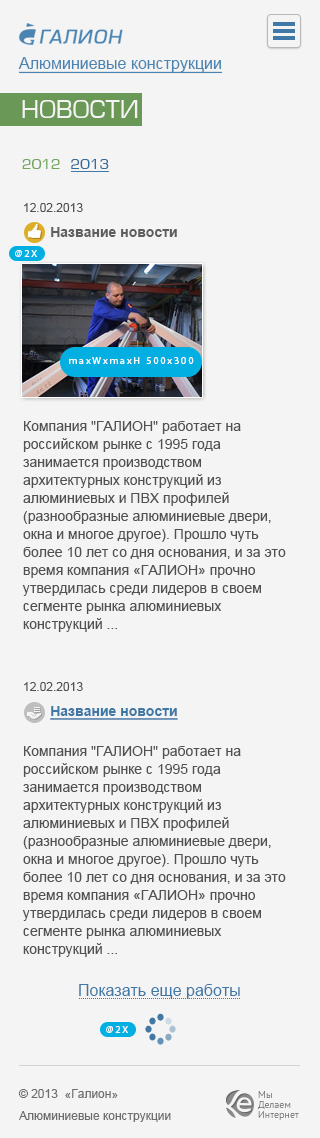 ГАЛИОН
Алюминиевые конструкции
НОВОСТИ
2012 2013
12.02.2013
Название новости
@2X
maxWxmaxH 500x300
Компания "ГАЛИОН" работает на
российском рынке с 1995 года
занимается производством
архитектурных конструкций из
алюминиевых и ПВХ профилей
(разнообразные алюминиевые двери,
окна и многое другое). Прошло чуть
более 10 лет со дня основания, и за это
время компания «ГАЛИОН» прочно
утвердилась среди лидеров в своем
сегменте рынка алюминиевых
конструкций ...
12.02.2013
Название новости
Компания "ГАЛИОН" работает на
российском рынке с 1995 года
занимается производством
архитектурных конструкций из
алюминиевых и ПВХ профилей
(разнообразные алюминиевые двери,
окна и многое другое). Прошло чуть
более 10 лет со дня основания, и за это
время компания «ГАЛИОН» прочно
утвердилась среди лидеров в своем
сегменте рынка алюминиевых
конструкций ...
Показать еще работы
@2X
© 2013 «Галион»
Алюминиевые конструкции
Мы
Делаем
Интернет